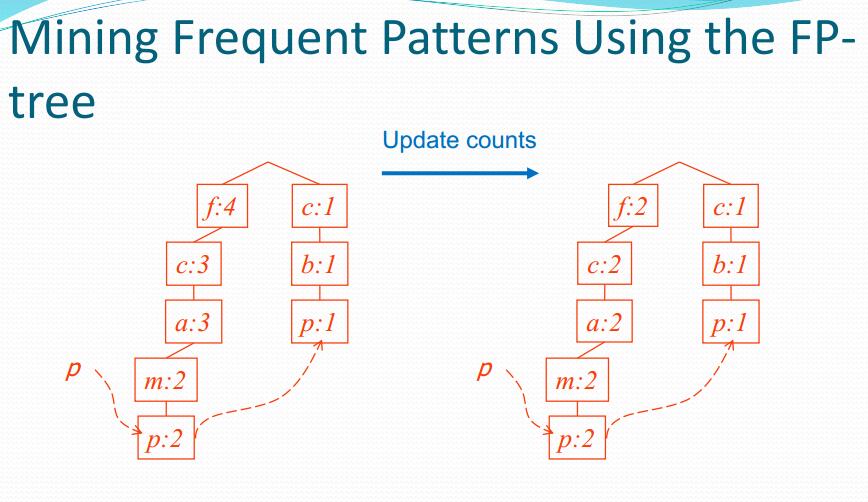 Mining Frequent Patterns Using the FP-
tree
Update counts
f:4 c:1
c:3 b:1
a:3 p:1
p
m:2
p:2
f:2 c:1
c:2 b:1
a:2 p:1
p
m:2
p:2